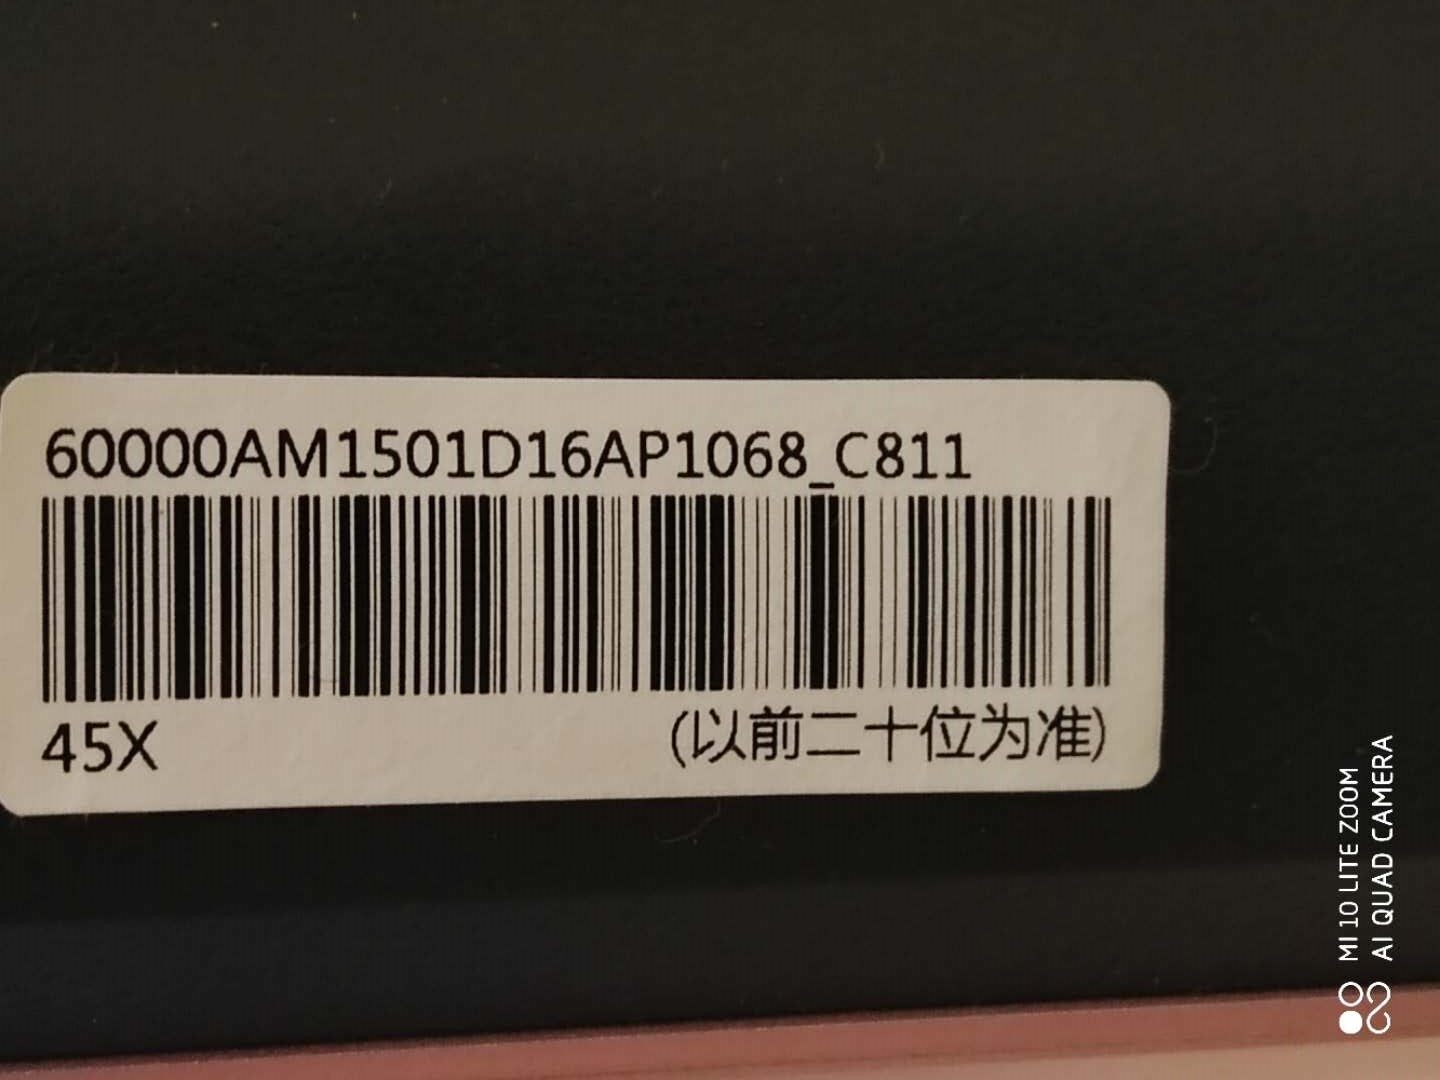 60000AM1501D16AP1068_C811
45X
(以前二十位为准)
MI 10 LITE ZOOM
AI QUAD CAMERA